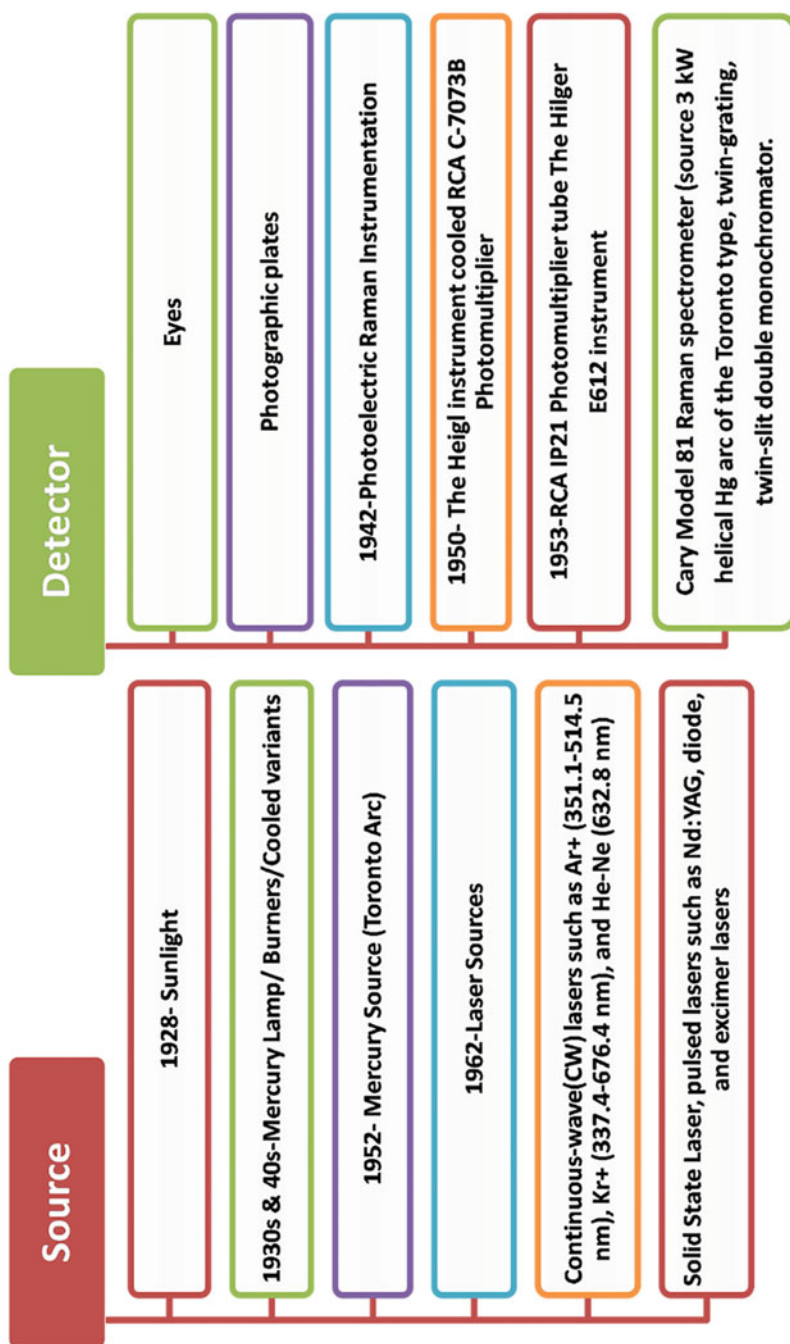 Source
1928- Sunlight
1930s & 40s-Mercury Lamp/ Burners/Cooled variants
1952- Mercury Source (Toronto Arc)
1962-Laser Sources
Continuous-wave(CW) lasers such as Ar+ (351.1-514.5
nm), Kr+ (337.4-676.4 nm), and He-Ne (632.8 nm)
Solid State Laser, pulsed lasers such as Nd:YAG, diode,
and excimer lasers
Detector
Eyes
Photographic plates
1942-Photoelectric Raman Instrumentation
1950- The Heigl instrument cooled RCA C-7073B
Photomultiplier
1953-RCA IP21 Photomultiplier tube The Hilger
E612 instrument
Cary Model 81 Raman spectrometer (source 3 kW
helical Hg arc of the Toronto type, twin-grating,
twin-slit double monochromator.